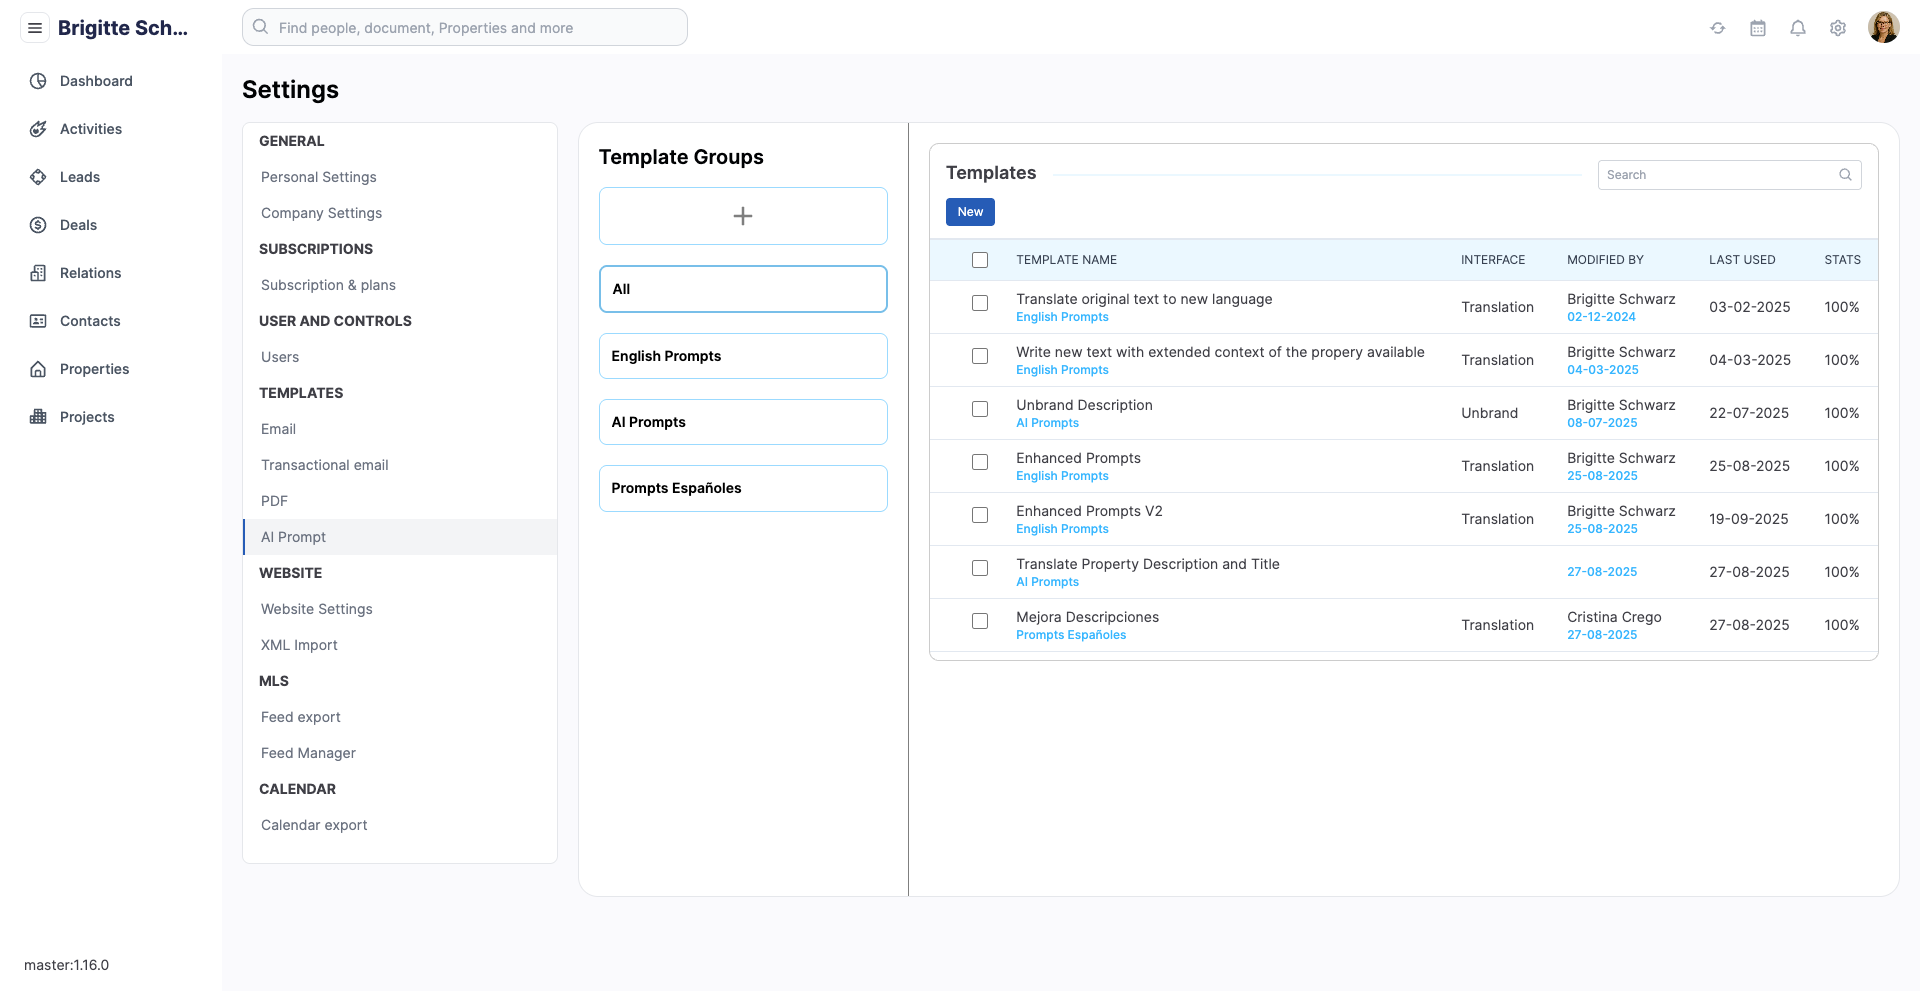 Brigitte Sch...
Find people, document, Properties and more
Dashboard
Activities
Leads
Deals
Relations
Contacts
Properties
Projects
master:1.16.0
Settings
GENERAL
Personal Settings
Company Settings
SUBSCRIPTIONS
Subscription & plans
USER AND CONTROLS
Users
TEMPLATES
Email
Transactional email
PDF
AI Prompt
WEBSITE
Website Settings
XML Import
MLS
Feed export
Feed Manager
CALENDAR
Calendar export
Template Groups
All
English Prompts
AI Prompts
Prompts Españoles
Templates
Search
New
TEMPLATE NAME INTERFACE MODIFIED BY LAST USED STATS
Translate original text to new language
English Prompts
Translation
Brigitte Schwarz
02-12-2024
03-02-2025
100%
Write new text with extended context of the propery available
English Prompts
Translation
Brigitte Schwarz
04-03-2025
04-03-2025
100%
Unbrand Description
AI Prompts
Unbrand
Brigitte Schwarz
08-07-2025
22-07-2025
100%
Enhanced Prompts
English Prompts
Translation
Brigitte Schwarz
25-08-2025
25-08-2025
100%
Enhanced Prompts V2
English Prompts
Translation
Brigitte Schwarz
25-08-2025
19-09-2025
100%
Translate Property Description and Title
AI Prompts
27-08-2025
27-08-2025
100%
Mejora Descripciones
Prompts Españoles
Translation
Cristina Crego
27-08-2025
27-08-2025
100%